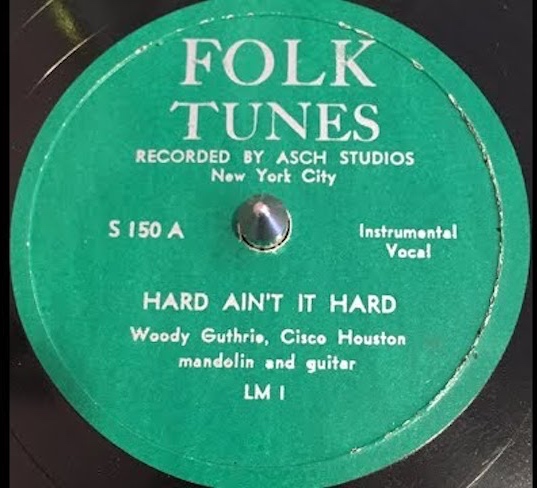 FOLK
TUNES
RECORDED BY ASCH STUDIOS
New York City
S 150 A
Instrumental
Vocal
HARD AIN'T IT HARD
Woody Guthrie, Cisco Houston
mandolin and guitar
LM 1